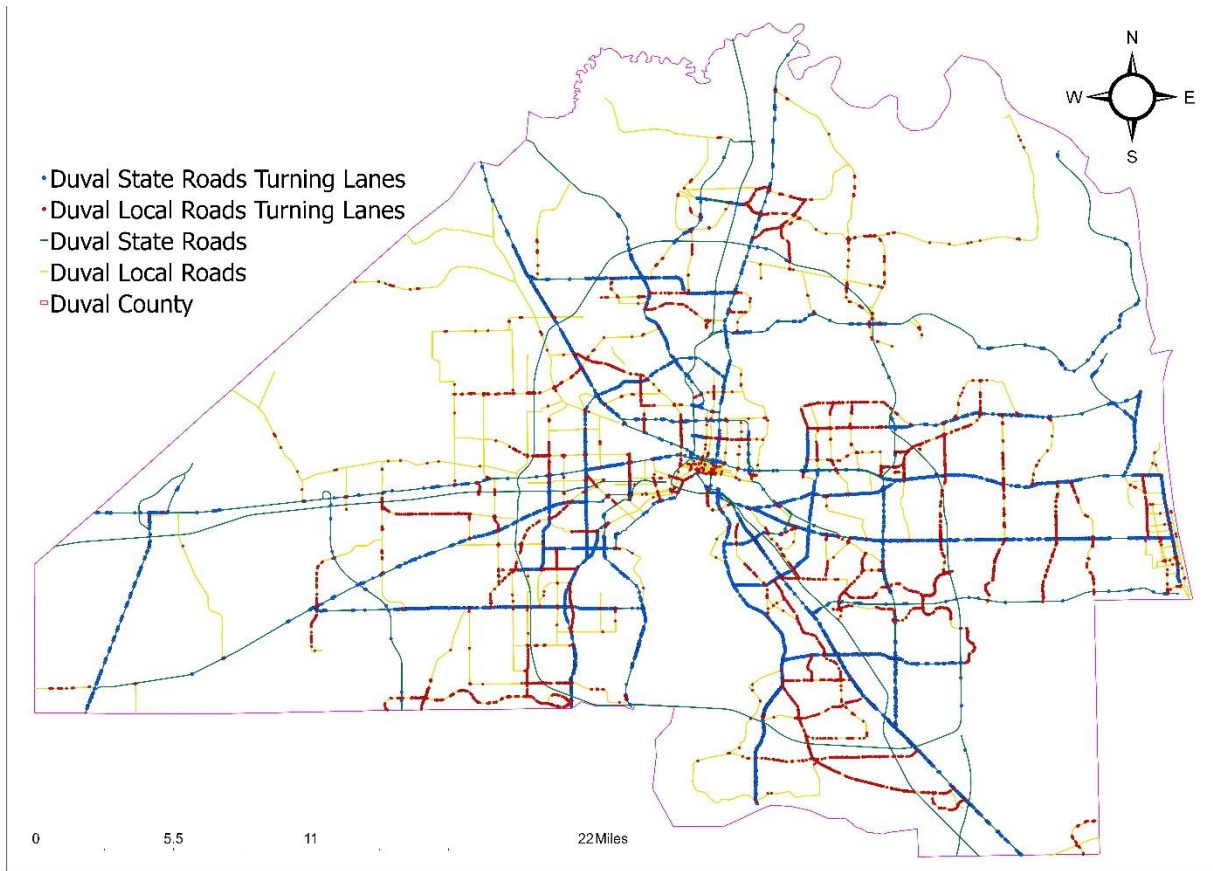 N
W E
S
Duval State Roads Turning Lanes
Duval Local Roads Turning Lanes
Duval State Roads
Duval Local Roads
Duval County
0 5.5 11 22 Miles